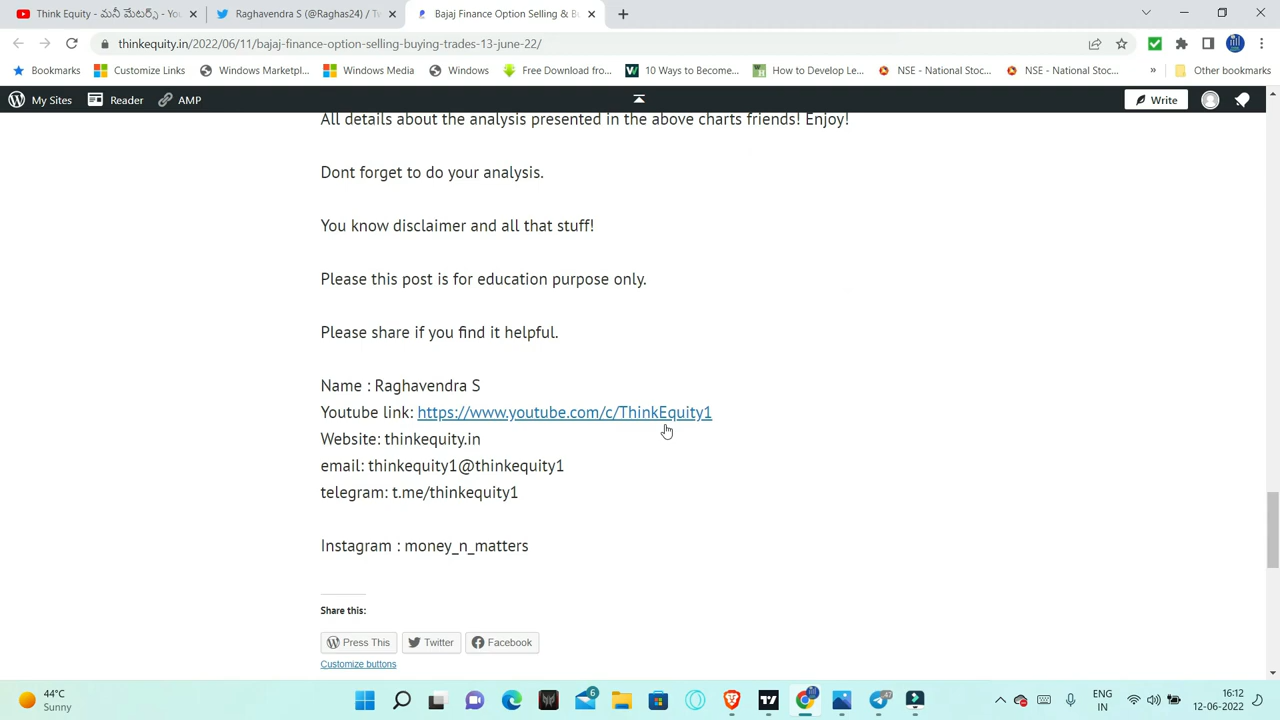 Think Equity - మనీ మేటర్స్ - You
Raghavendra S (@Raghas24) / Tw
Bajaj Finance Option Selling & Bu
thinkequity.in/2022/06/11/bajaj-finance-option-selling-buying-trades-13-june-22/
Bookmarks
Customize Links
Windows Marketpl...
Windows Media
Windows
Free Download fro...
10 Ways to Become...
How to Develop Le...
NSE - National Stoc...
NSE - National Stoc...
»
Other bookmarks
My Sites
Reader
AMP
Write
All details about the analysis presented in the above charts friends! Enjoy!
Dont forget to do your analysis.
You know disclaimer and all that stuff!
Please this post is for education purpose only.
Please share if you find it helpful.
Name : Raghavendra S
Youtube link: https://www.youtube.com/c/ThinkEquity1
Website: thinkequity.in
email: thinkequity1@thinkequity1
telegram: t.me/thinkequity1
Instagram : money_n_matters
Share this:
Press This
Twitter
Facebook
Customize buttons
44°C
Sunny
6
ENG
IN
16:12
12-06-2022